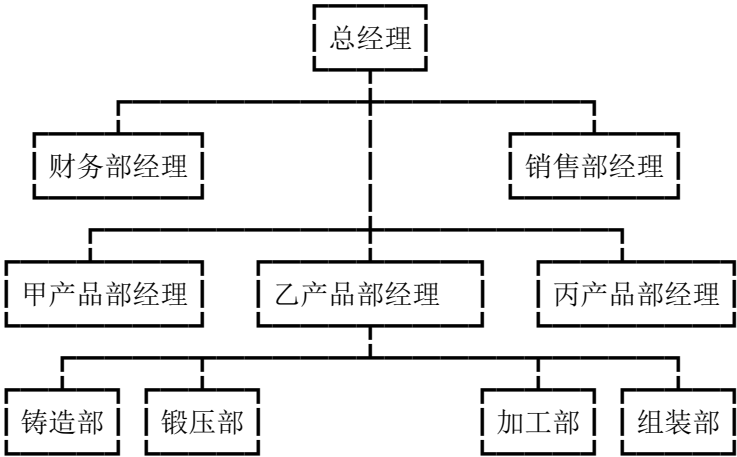 总经理
财务部经理 销售部经理
甲产品部经理 乙产品部经理 丙产品部经理
铸造部 锻压部 加工部 组装部